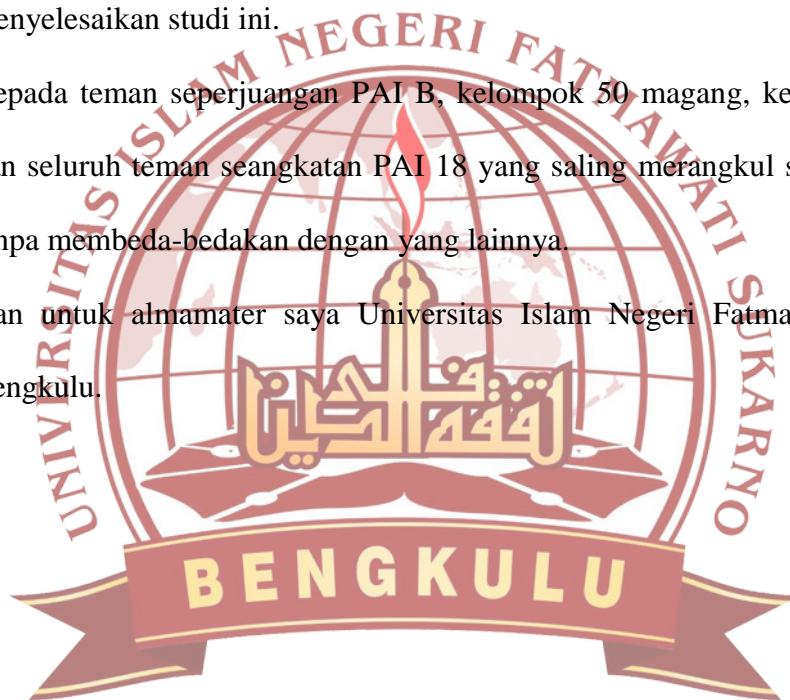 enyelesaikan studi ini.
epada teman seperjuangan PAI B, kelompok 50 magang, ke
an seluruh teman seangkatan PAI 18 yang saling merangkul s
npa membeda-bedakan dengan yang lainnya.
an untuk almamater saya Universitas Islam Negeri Fatma
engkulu.
UNIVERSITAS ISLAM NEGERI FATMAWATI SUKARNO
BENGKULU